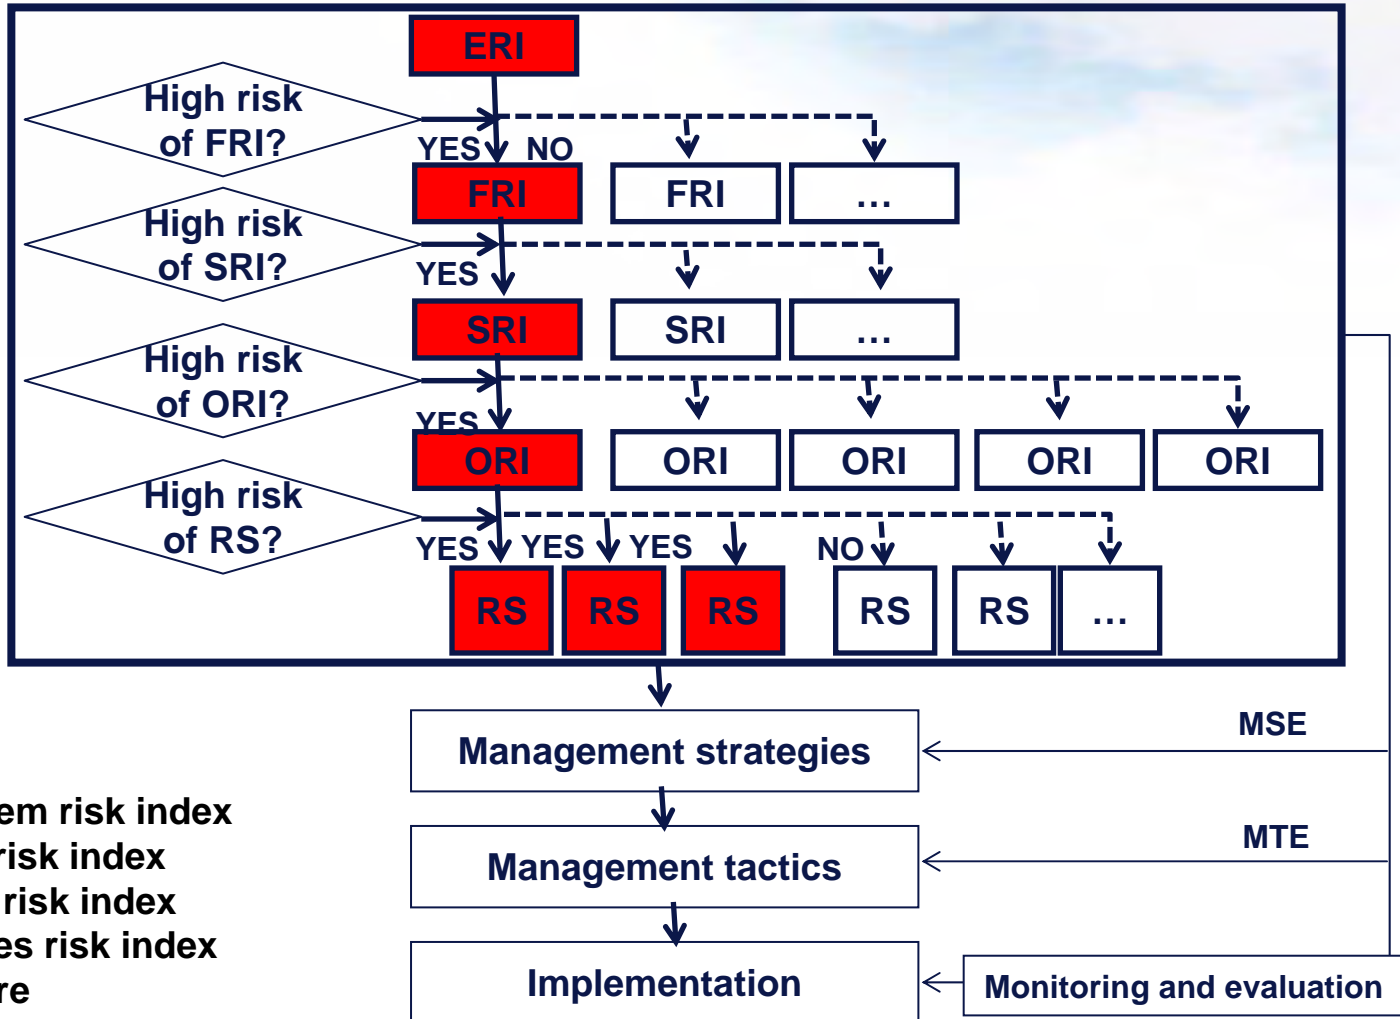 ERI
High risk
of FRI?
YES NO
FRI FRI ...
High risk
of SRI?
YES
SRI SRI ...
High risk
of ORI?
YES
ORI ORI ORI ORI ORI
High risk
of RS?
YES YES YES NO
RS RS RS RS RS ...
Management strategies
MSE
Management tactics
MTE
Implementation
Monitoring and evaluation
em risk index
risk index
risk index
es risk index
re